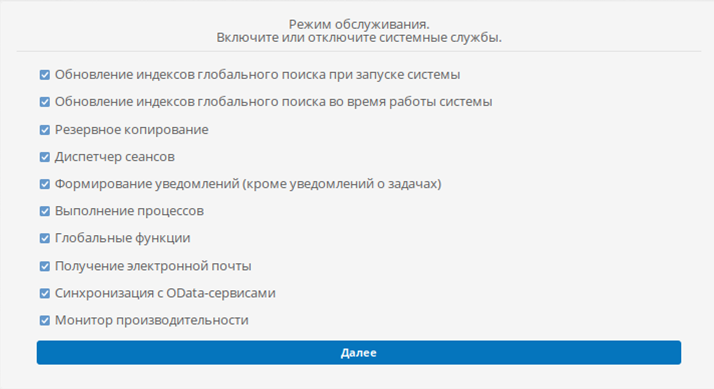 Режим обслуживания.
Включите или отключите системные службы.
Обновление индексов глобального поиска при запуске системы
Обновление индексов глобального поиска во время работы системы
Резервное копирование
Диспетчер сеансов
Формирование уведомлений (кроме уведомлений о задачах)
Выполнение процессов
Глобальные функции
Получение электронной почты
Синхронизация с OData-сервисами
Монитор производительности
Далее